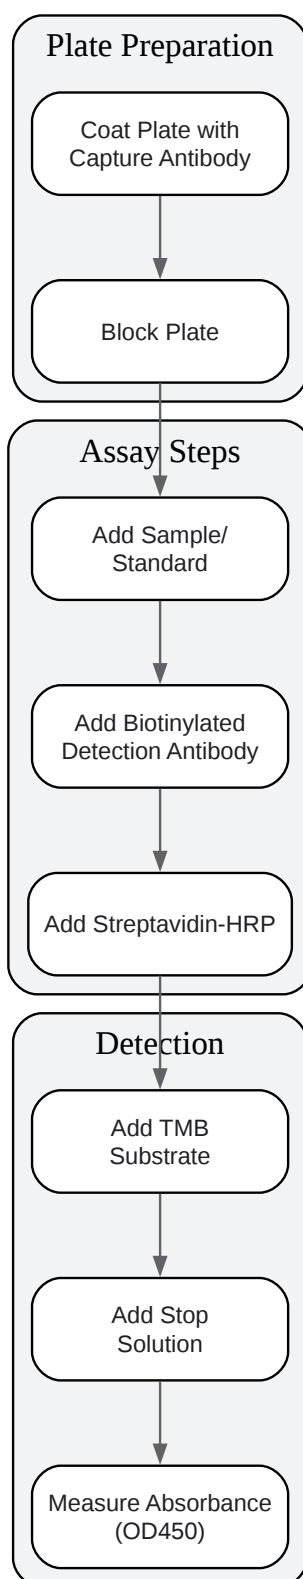 Plate Preparation
Coat Plate with
Capture Antibody
Block Plate
Assay Steps
Add Sample/
Standard
Add Biotinylated
Detection Antibody
Add Streptavidin-HRP
Detection
Add TMB
Substrate
Add Stop
Solution
Measure Absorbance
(OD450)